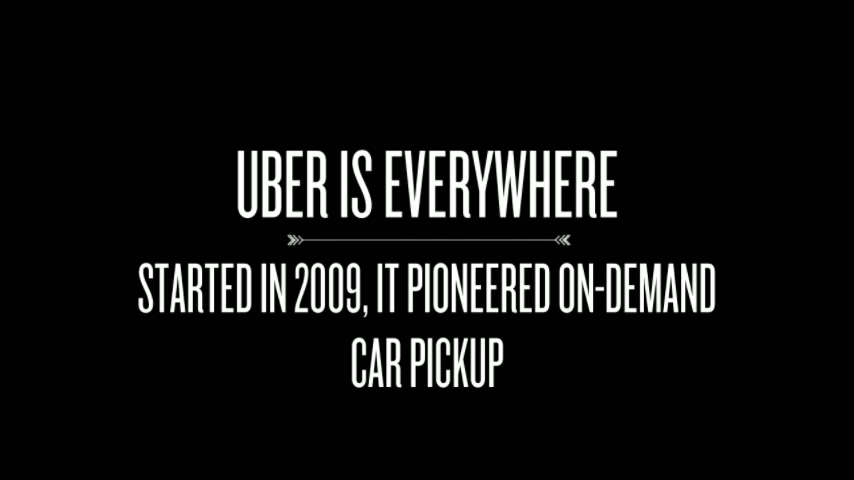 UBER IS EVERYWHERE
STARTED IN 2009, IT PIONEERED ON-DEMAND
CAR PICKUP